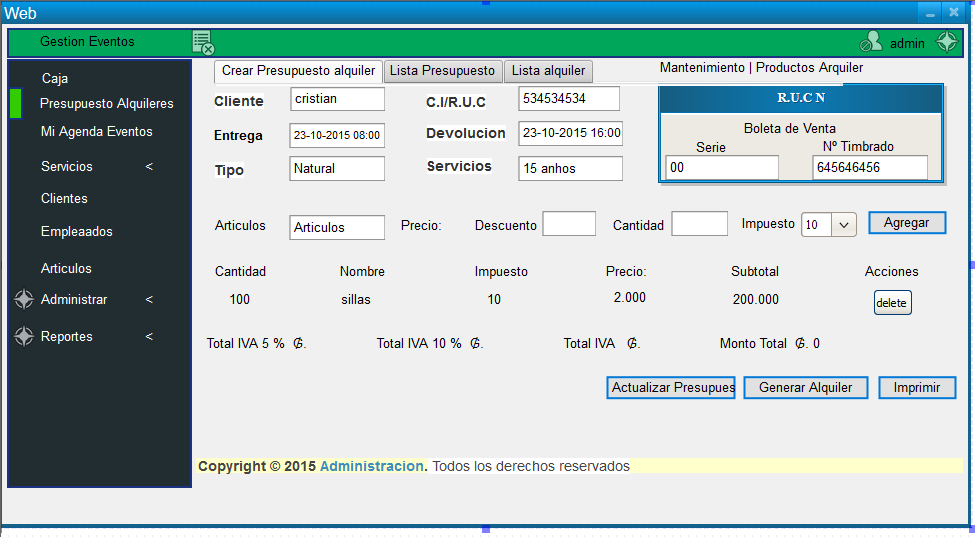 Web
Gestion Eventos
admin
Caja
Presupuesto Alquileres
Mi Agenda Eventos
Servicios <
Clientes
Empleaados
Articulos
Administrar <
Reportes <
Crear Presupuesto alquiler Lista Presupuesto Lista alquiler
Mantenimiento | Productos Arquiler
Cliente cristian C.I/R.U.C 534534534
Entrega 23-10-2015 08:00 Devolucion 23-10-2015 16:00
Tipo Natural Servicios 15 anhos
R.U.C N
Boleta de Venta
Serie Nº Timbrado
00 645646456
Articulos Articulos Precio: Descuento Cantidad Impuesto 10 Agregar
Cantidad Nombre Impuesto Precio: Subtotal Acciones
100 sillas 10 2.000 200.000 delete
Total IVA 5 % ₲. Total IVA 10 % ₲. Total IVA ₲. Monto Total ₲. 0
Actualizar Presupues Generar Alquiler Imprimir
Copyright © 2015 Administracion. Todos los derechos reservados